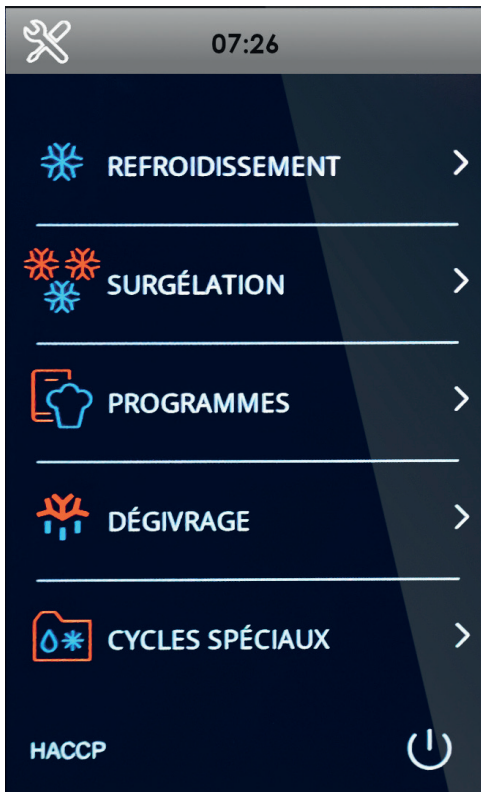 07:26
REFROIDISSEMENT
SURGÉLATION
PROGRAMMES
DÉGIVRAGE
CYCLES SPÉCIAUX
HACCP